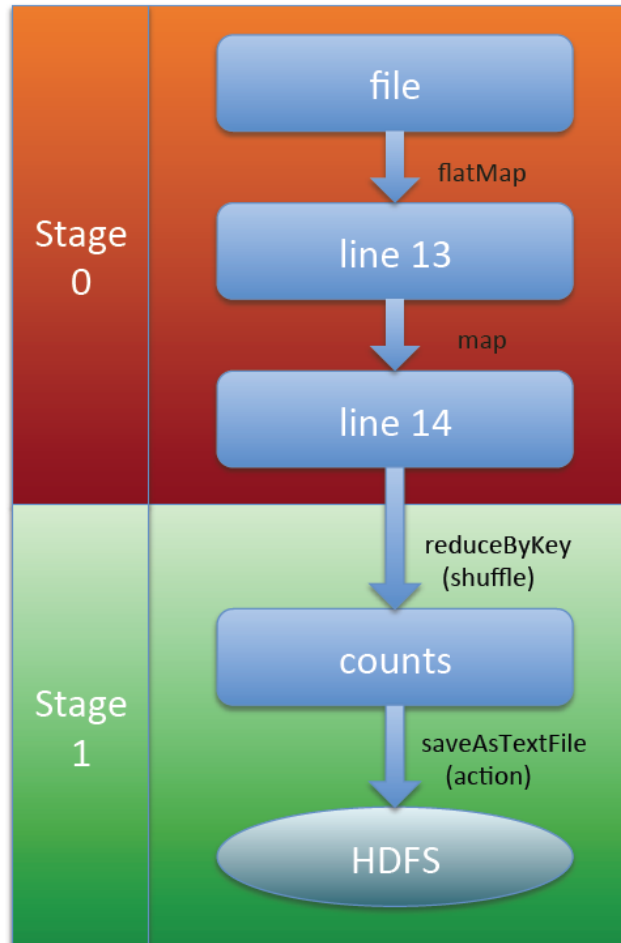 file
flatMap
Stage
0
line 13
map
line 14
reduceByKey
(shuffle)
counts
Stage
1
saveAsTextFile
(action)
HDFS